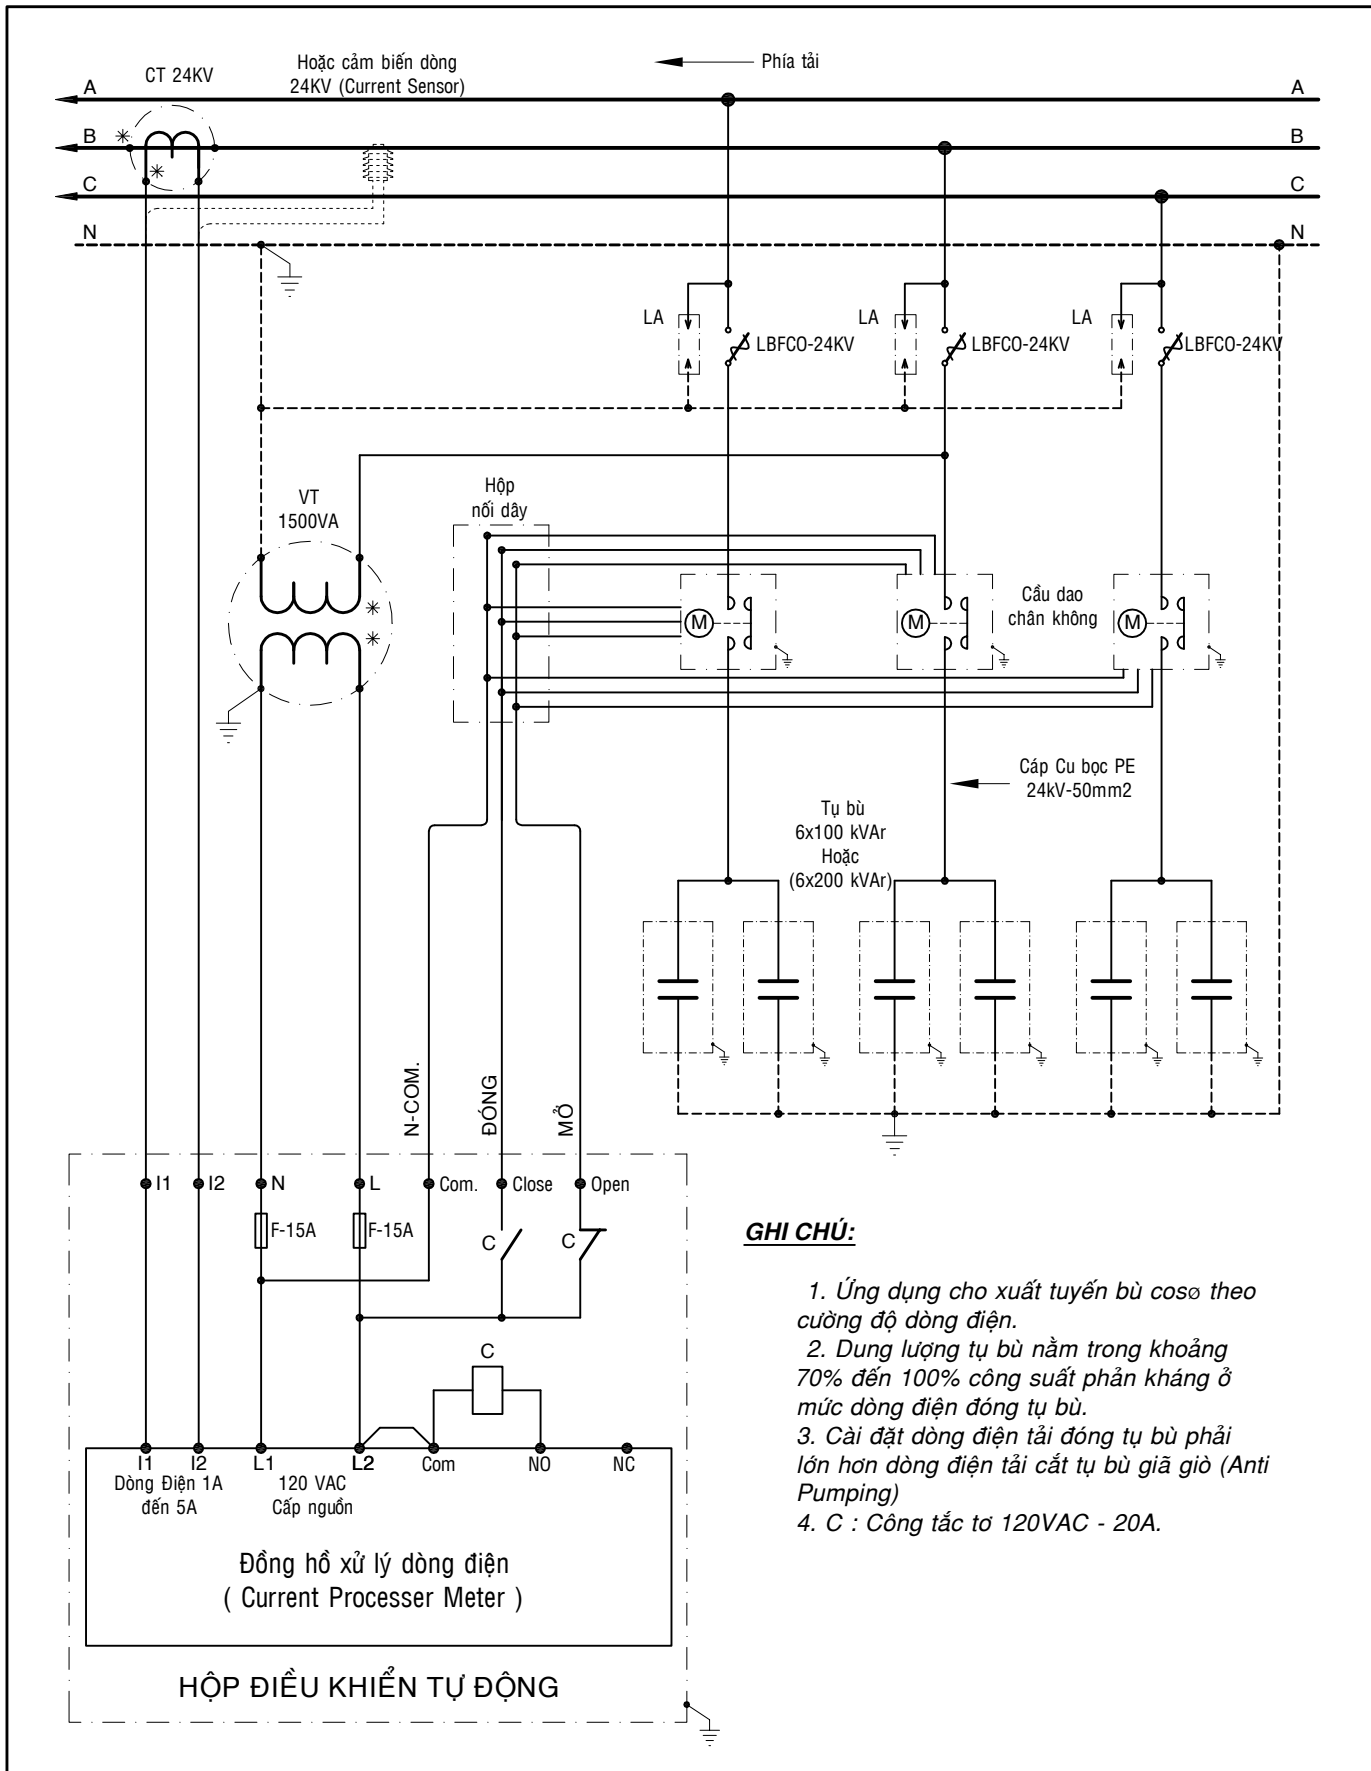 CT 24KV
Hoặc cảm biến dòng
24KV (Current Sensor)
Phía tải
A
A
B
B
C
C
N
N
LA
LBFCO-24KV
LA
LBFCO-24KV
LA
LBFCO-24KV
VT
1500VA
Hộp
nối dây
M
M
Cầu dao
chân không
M
Cáp Cu bọc PE
24kV-50mm2
Tụ bù
6x100 kVAr
Hoặc
(6x200 kVAr)
N-COM.
ĐÓNG
MỞ
I1
I2
N
L
Com.
Close
Open
F-15A
F-15A
C
C
C
I1
I2
L1
L2
Com
NO
NC
Dòng Điện 1A
đến 5A
120 VAC
Cấp nguồn
Đồng hồ xử lý dòng điện
( Current Processer Meter )
HỘP ĐIỀU KHIỂN TỰ ĐỘNG
GHI CHÚ:
1. Ứng dụng cho xuất tuyến bù cosø theo
cường độ dòng điện.
2. Dung lượng tụ bù nằm trong khoảng
70% đến 100% công suất phản kháng ở
mức dòng điện đóng tụ bù.
3. Cài đặt dòng điện tải đóng tụ bù phải
lớn hơn dòng điện tải cắt tụ bù giã giò (Anti
Pumping)
4. C : Công tắc tơ 120VAC - 20A.